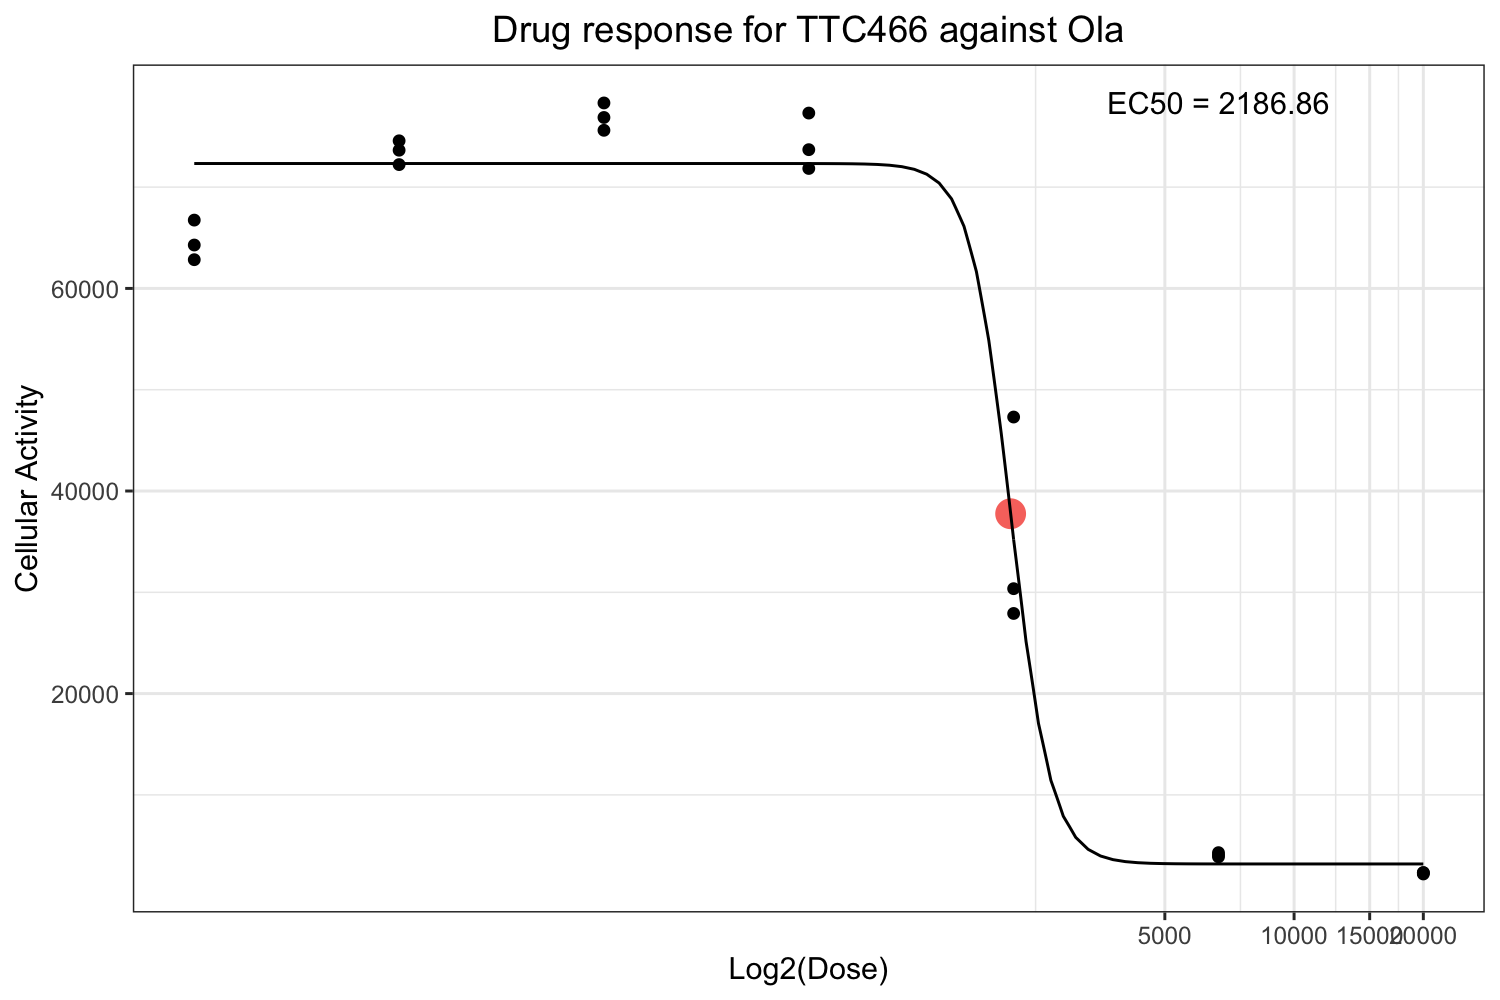 Drug response for TTC466 against Ola
EC50 = 2186.86
60000
40000
20000
Cellular Activity
5000 10000 15000 20000
Log2(Dose)